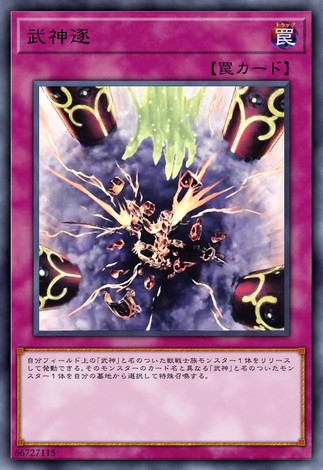 武神逐
トラップ
罠
【罠カード】
自分フィールド上の「武神」と名のついた獣戦士族モンスター１体をリリース
して発動できる。そのモンスターのカード名と異なる「武神」と名のついたモン
スター１体を自分の墓地から選択して特殊召喚する。
66727115